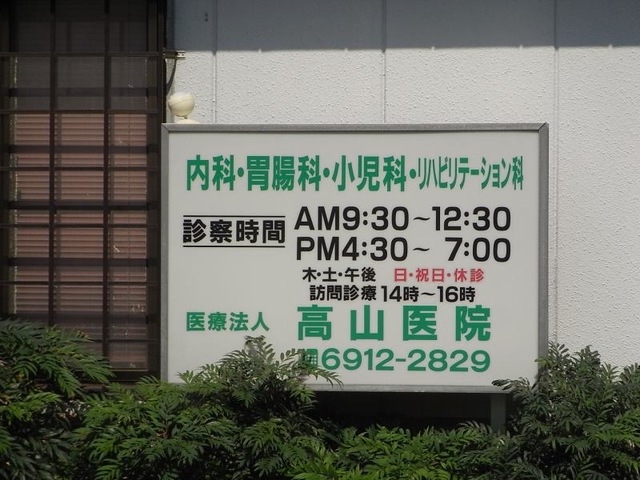 内科・胃腸科・小児科・リハビリテーション科
診察時間 AM9:30～12:30
PM4:30～ 7:00
木・土・午後 日・祝日・休診
訪問診療 14時～16時
医療法人 高山医院
6912-2829